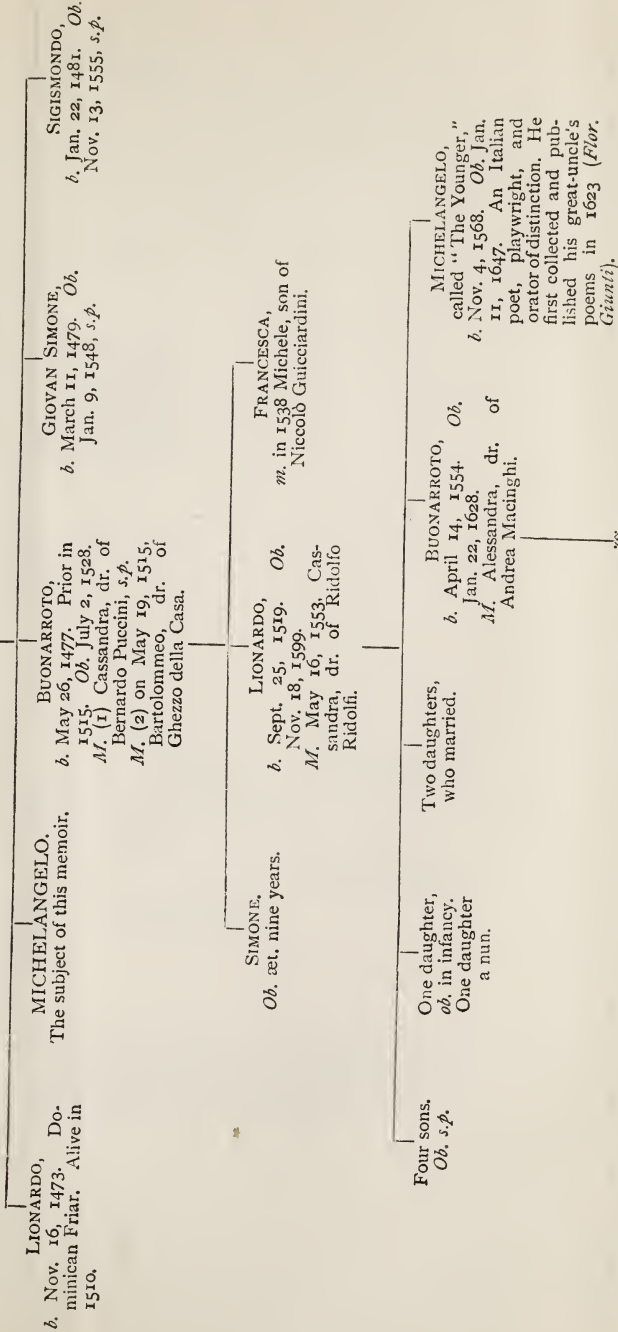 LIONARDO,
b. Nov. 16, 1473. Do-
minican Friar. Alive in
1510.
MICHELANGELO.
The subject of this memoir.
BUONARROTO,
b. May 26, 1477. Prior in
1515. Ob. July 2, 1528.
M. (1) Cassandra, dr. of
Bernardo Puccini, s.p.
M. (2) on May 19, 1515,
Bartolommeo, dr. of
Ghezzo della Casa.
GIOVAN SIMONE,
b. March 11, 1479. Ob.
Jan. 9, 1548, s.p.
SIGISMONDO,
b. Jan. 22, 1481. Ob.
Nov. 13, 1555, s.p.
SIMONE.
Ob. æt. nine years.
LIONARDO,
b. Sept. 25, 1519. Ob.
Nov. 18, 1599.
M. May 16, 1553, Cas-
sandra, dr. of Ridolfo
Ridolfi.
FRANCESCA,
m. in 1538 Michele, son of
Niccolò Guicciardini.
Four sons.
Ob. s.p.
One daughter,
ob. in infancy.
One daughter
a nun.
Two daughters,
who married.
BUONARROTO,
b. April 14, 1554. Ob.
Jan. 22, 1628.
M. Alessandra, dr. of
Andrea Macinghi.
MICHELANGELO,
called "The Younger,"
b. Nov. 4, 1568. Ob. Jan.
11, 1647. An Italian
poet, playwright, and
orator of distinction. He
first collected and pub-
lished his great-uncle's
poems in 1623 (Flor.
Giunti).